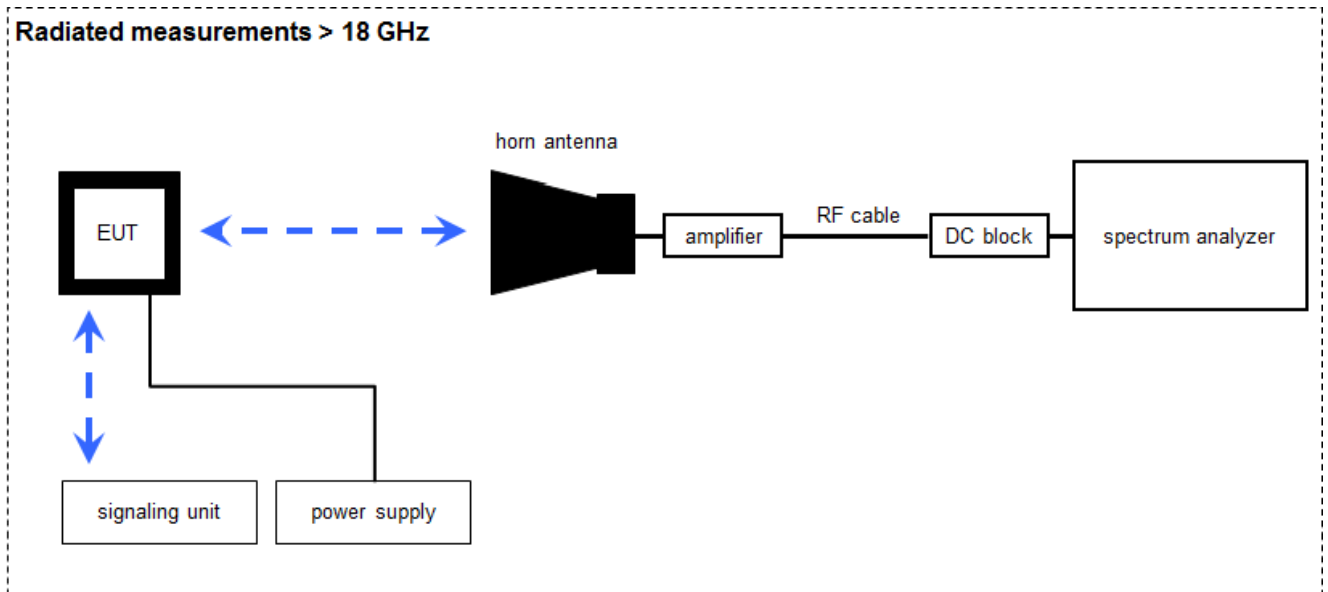 Radiated measurements > 18 GHz
horn antenna
EUT
amplifier
RF cable
DC block
spectrum analyzer
signaling unit
power supply